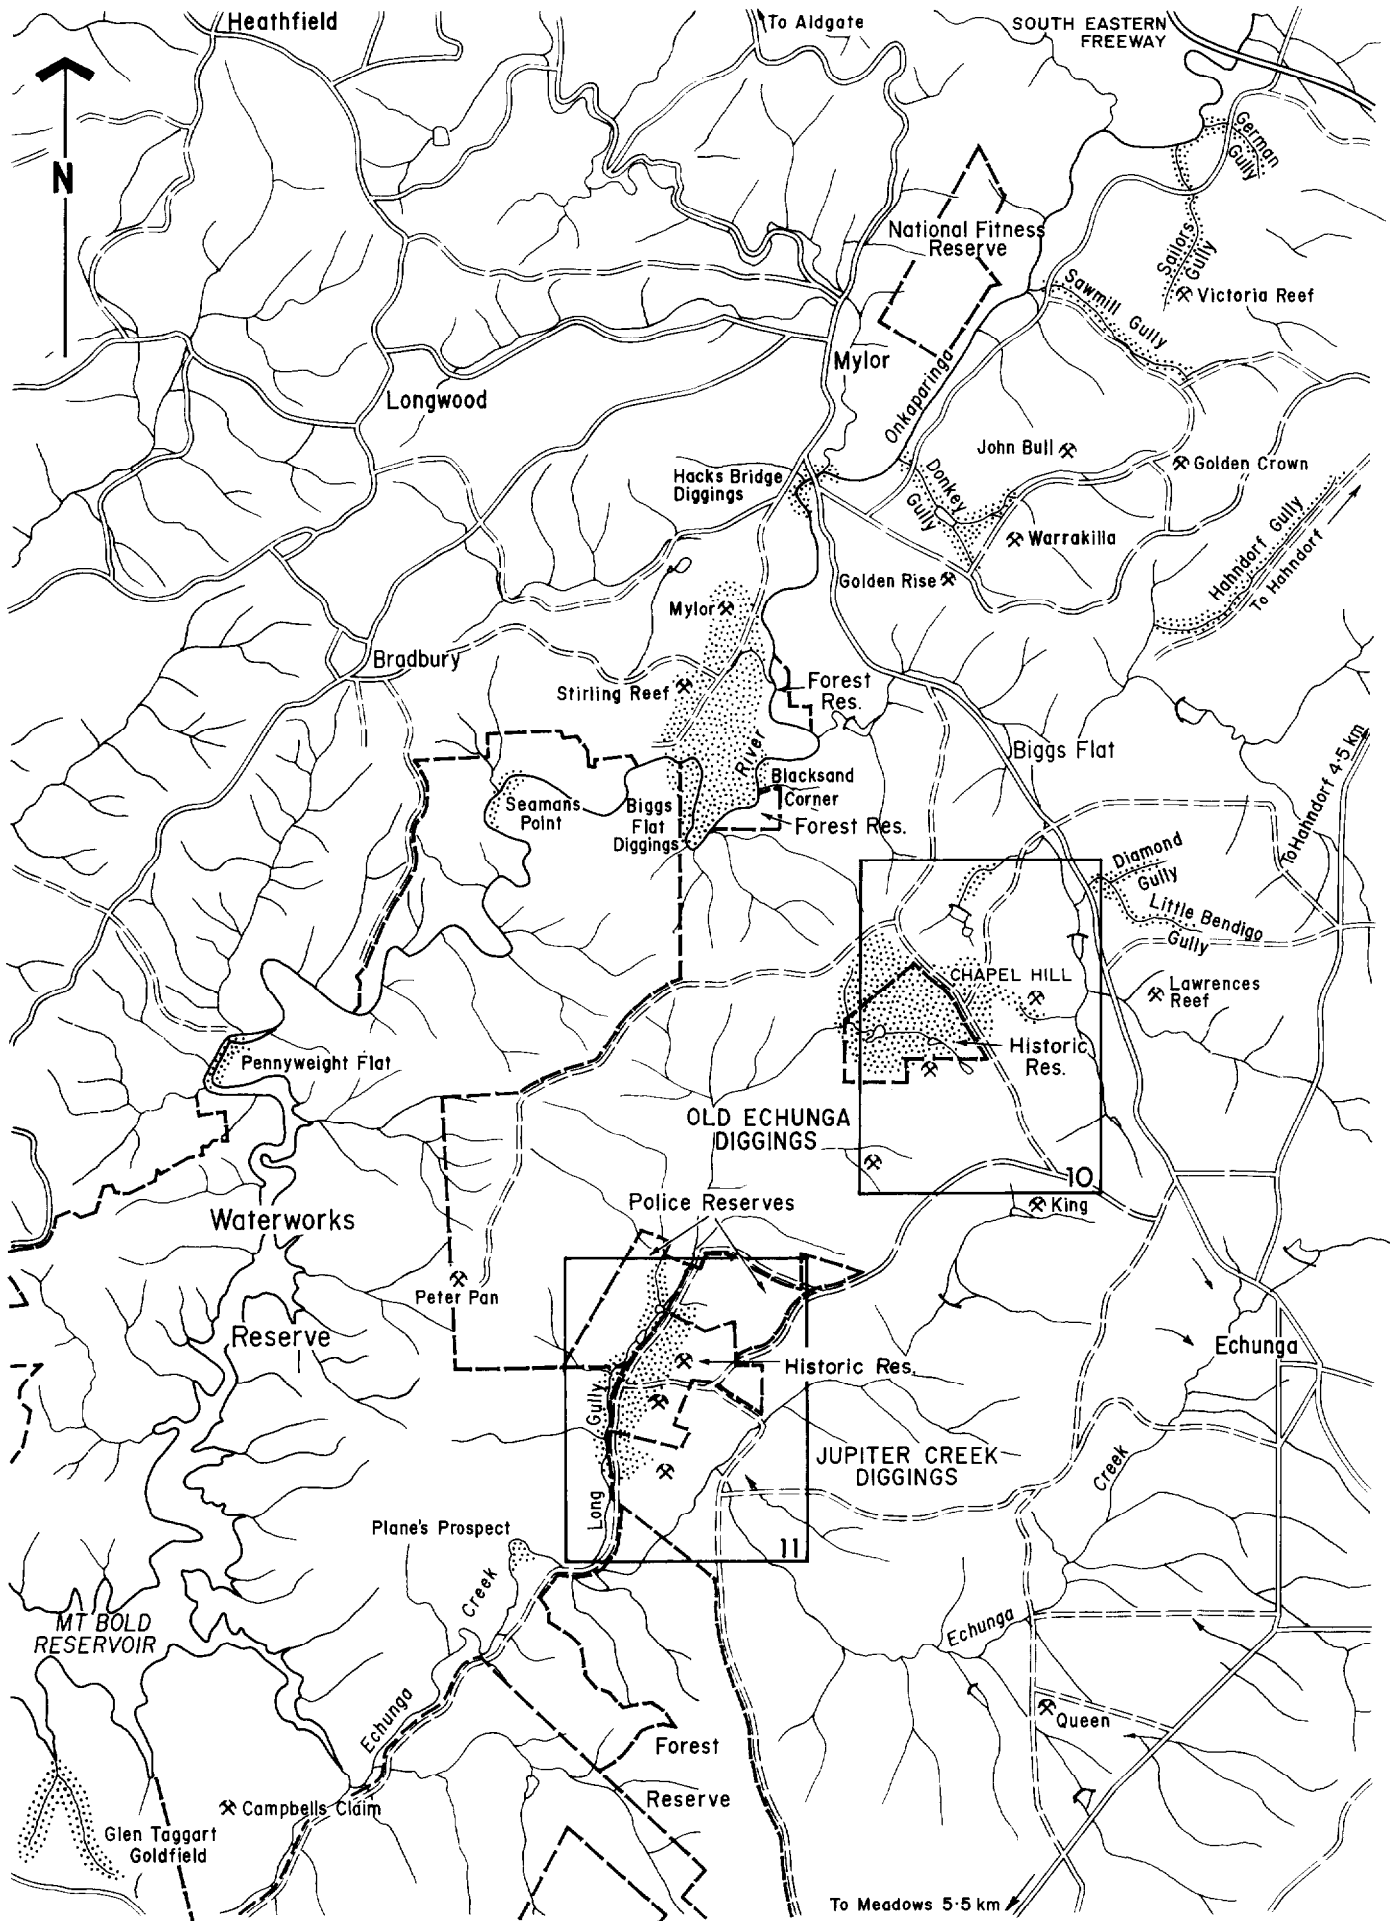 Heathfield
To Aldgate
SOUTH EASTERN
FREEWAY
N
German
Gully
National Fitness
Reserve
Sailors
Gully
Victoria Reef
Sawmill Gully
Mylor
Longwood
Onkaparinga
John Bull
Golden Crown
Hacks Bridge
Diggings
Donkey
Gully
Warrakilla
Hahndorf Gully
To Hahndorf
Golden Rise
Mylor
Bradbury
Stirling Reef
Forest
Res.
River
Biggs Flat
Blacksand
Corner
Seamans
Point
Biggs
Flat
Diggings
Forest Res.
To Hahndorf 4·5 km
Diamond
Gully
Little Bendigo
Gully
CHAPEL HILL
Lawrences
Reef
Historic
Res.
Pennyweight Flat
OLD ECHUNGA
DIGGINGS
10
King
Police Reserves
Waterworks
Peter Pan
Reserve
Echunga
Historic Res.
Gully
JUPITER CREEK
DIGGINGS
Creek
Long
Plane's Prospect
11
Creek
MT BOLD
RESERVOIR
Echunga
Echunga
Queen
Forest
Reserve
Campbells Claim
Glen Taggart
Goldfield
To Meadows 5·5 km